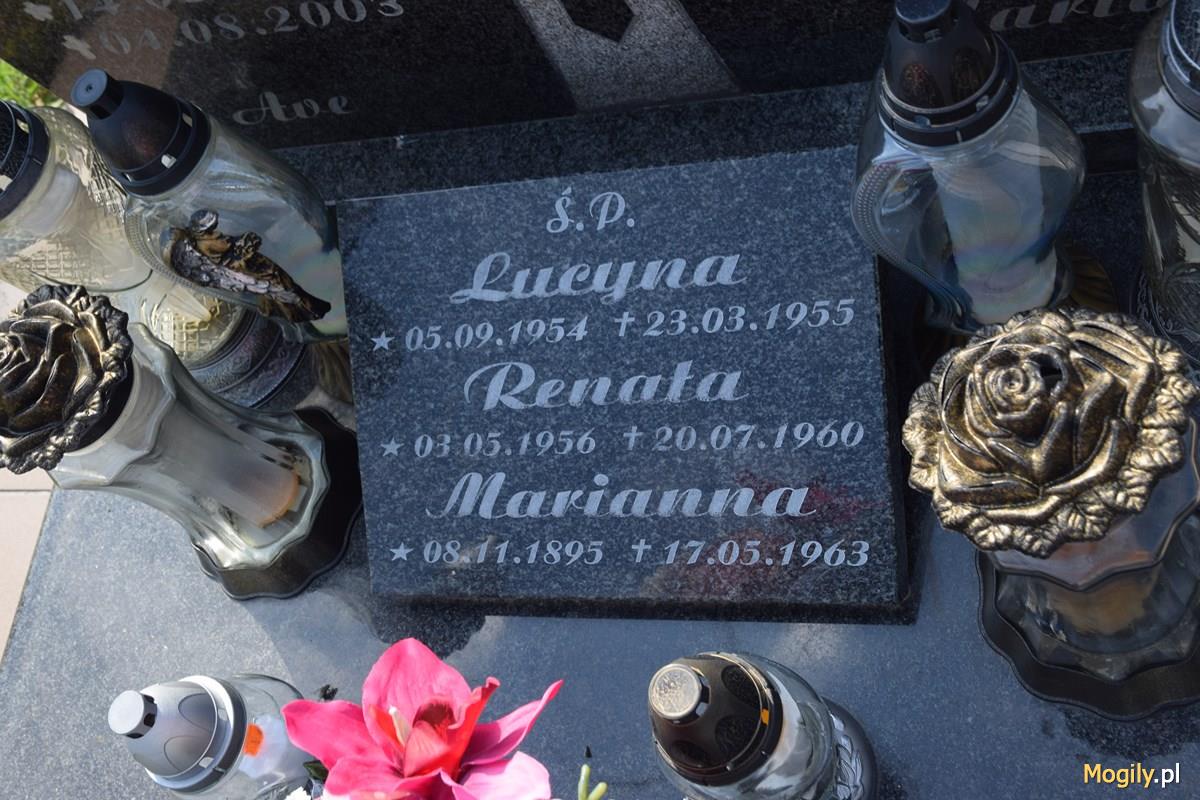 04.08.2003
Ave
Ś.P.
Lucyna
★ 05.09.1954 † 23.03.1955
Renata
★ 03.05.1956 † 20.07.1960
Marianna
★ 08.11.1895 † 17.05.1963
Mogily.pl